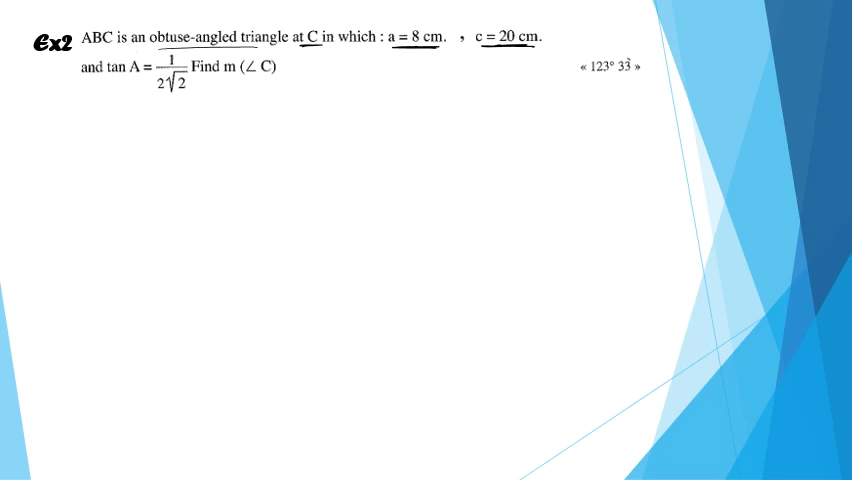 Ex2 ABC is an obtuse-angled triangle at C in which : a = 8 cm. , c = 20 cm.
and tan A = 1/(2√2) Find m (∠ C) « 123° 33' »